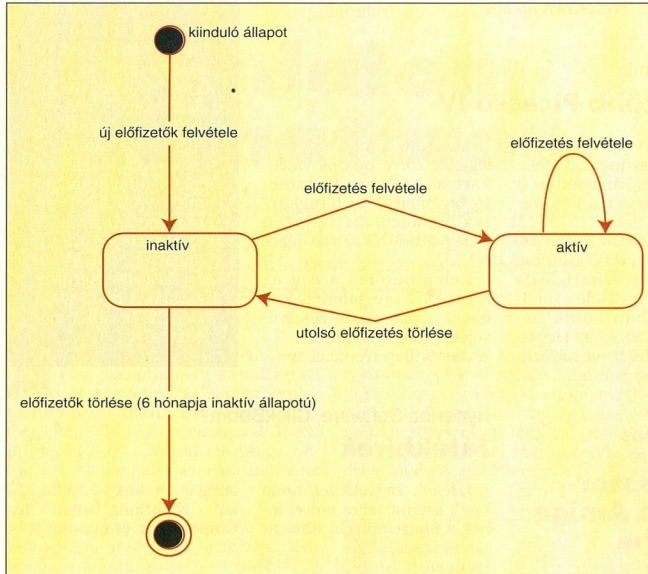 kiinduló állapot
új előfizetők felvétele
előfizetés felvétele
előfizetés felvétele
inaktív
aktív
utolsó előfizetés törlése
előfizetők törlése (6 hónapja inaktív állapotú)